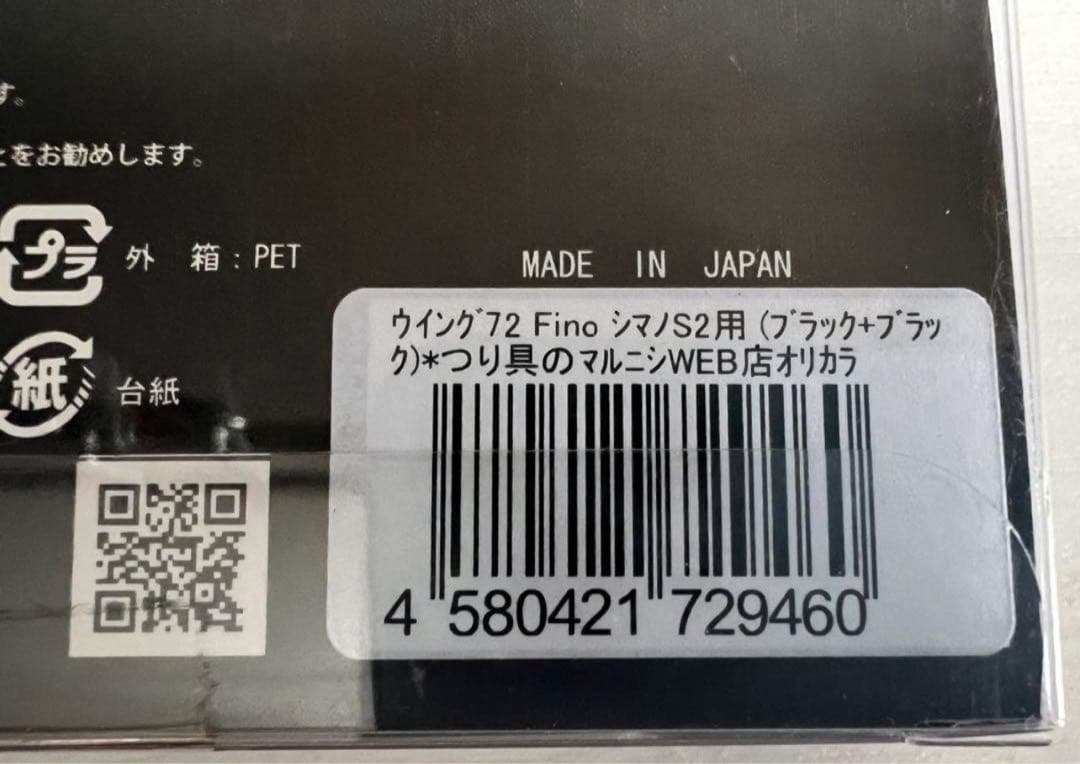 す。
とをお勧めします。
プラ 外 箱：PET
MADE IN JAPAN
ｳｲﾝｸﾞ72 Fino ｼﾏﾉS2用 (ﾌﾞﾗｯｸ+ﾌﾞﾗｯ
ｸ)*つり具のﾏﾙﾆｼWEB店ｵﾘｶﾗ
紙 台紙
4 580421 729460